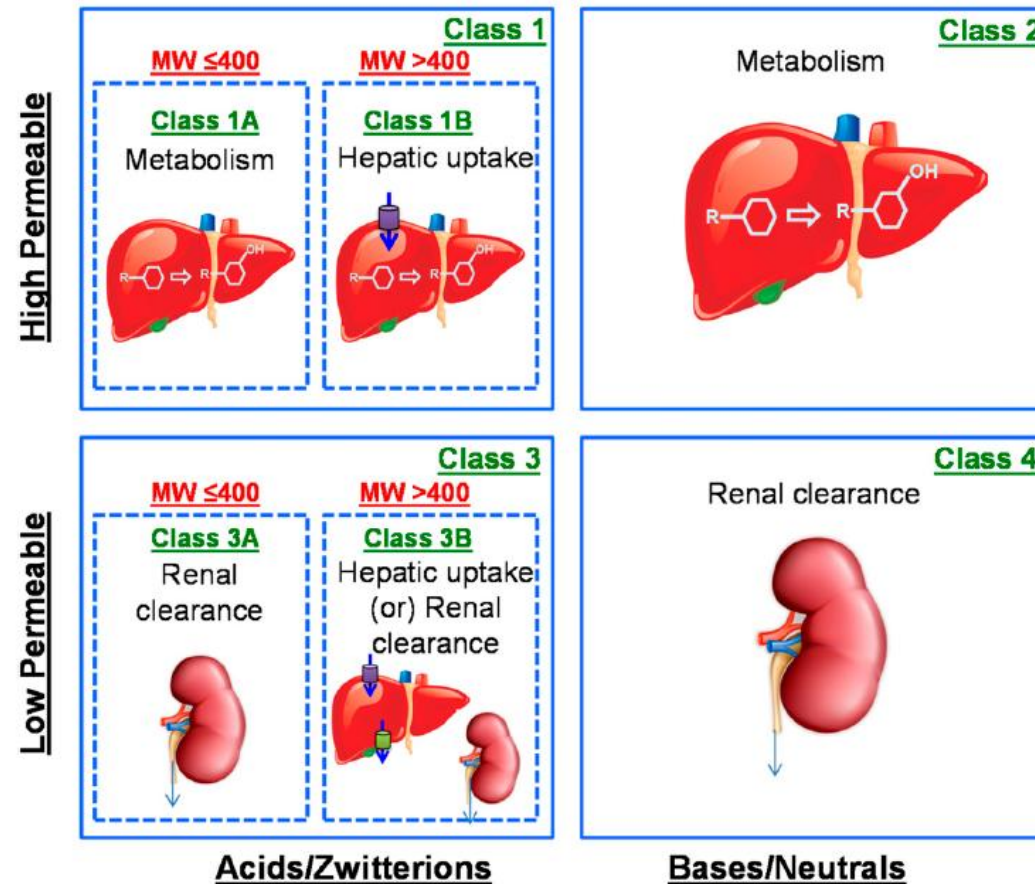 Class 1
MW ≤400
MW >400
Class 1A
Metabolism
Class 1B
Hepatic uptake
R
R
OH
R
R
OH
Class 2
Metabolism
R
R
OH
High Permeable
Class 3
MW ≤400
MW >400
Class 3A
Renal
clearance
Class 3B
Hepatic uptake
(or) Renal
clearance
Class 4
Renal clearance
Low Permeable
Acids/Zwitterions
Bases/Neutrals